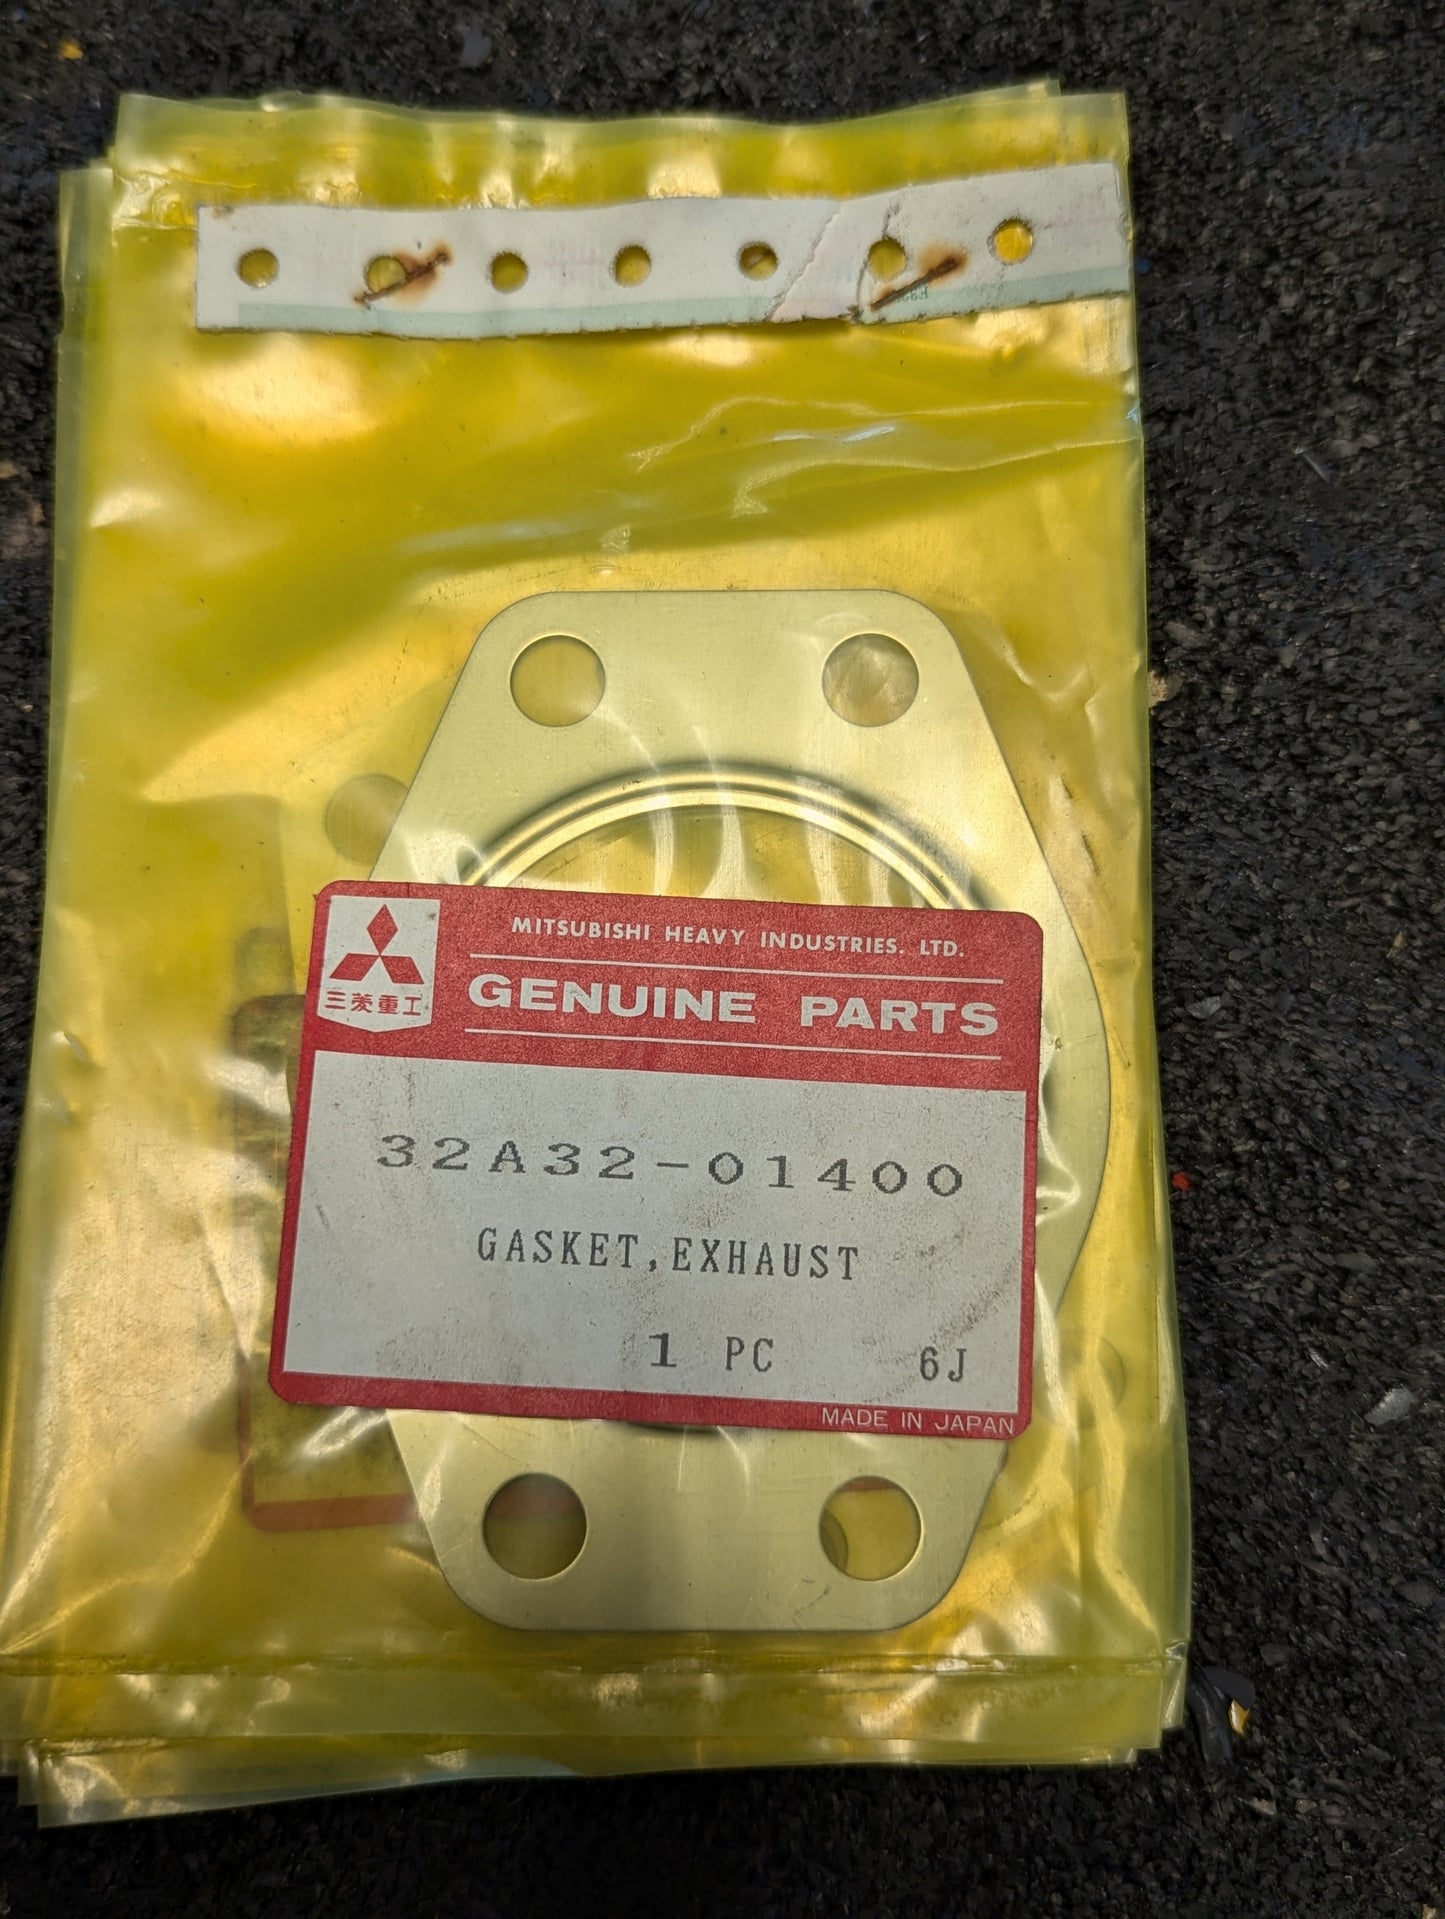 MITSUBISHI HEAVY INDUSTRIES. LTD.
三菱重工
GENUINE PARTS
32A32-01400
GASKET,EXHAUST
1 PC 6J
MADE IN JAPAN